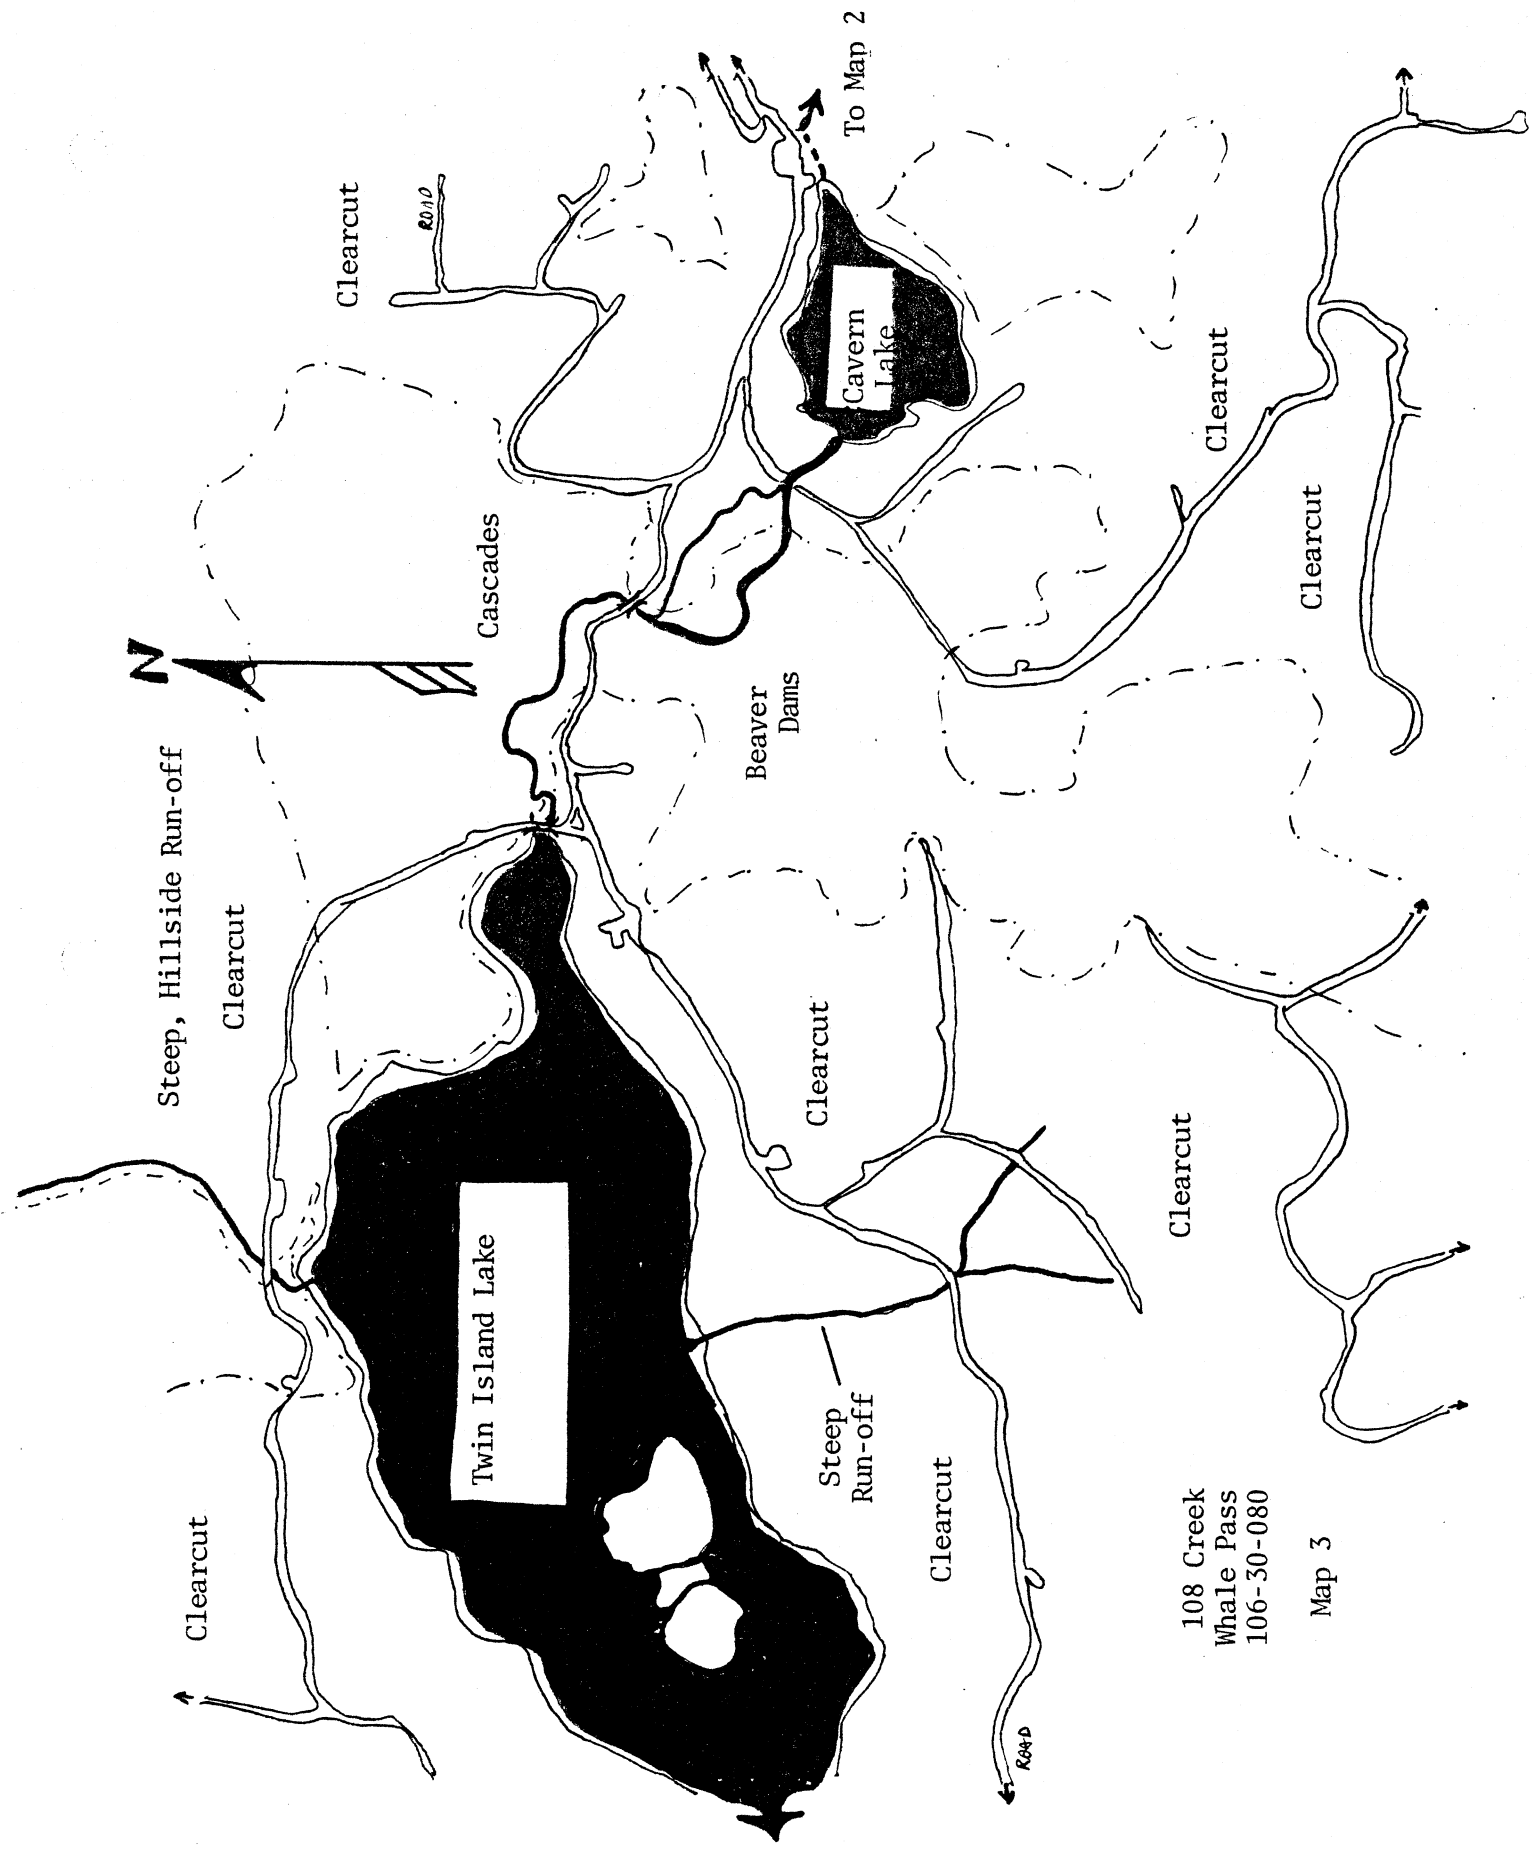 N
Steep, Hillside Run-off
Clearcut
Clearcut
Clearcut
ROAD
Twin Island Lake
Cascades
Beaver
Dams
Clearcut
Steep
Run-off
Cavern
Lake
To Map 2
Clearcut
ROAD
Clearcut
108 Creek
Whale Pass
106-30-080
Clearcut
Clearcut
Map 3